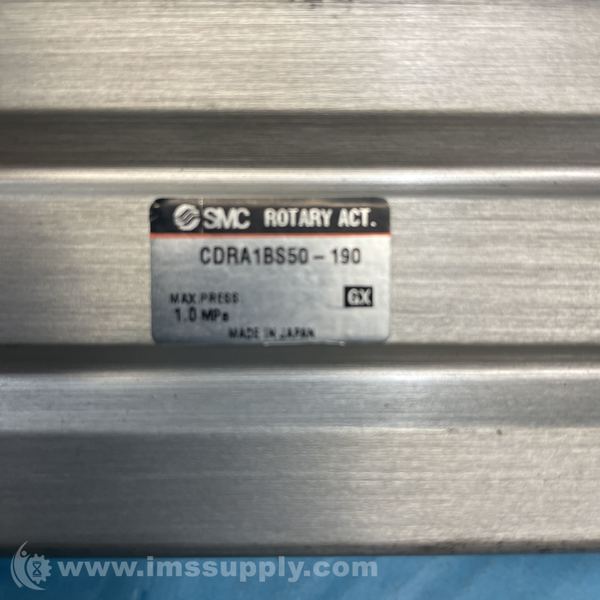 SMC ROTARY ACT.
CDRA1BS50-190
MAX.PRESS. GX
1.0 MPa
MADE IN JAPAN
www.imssupply.com